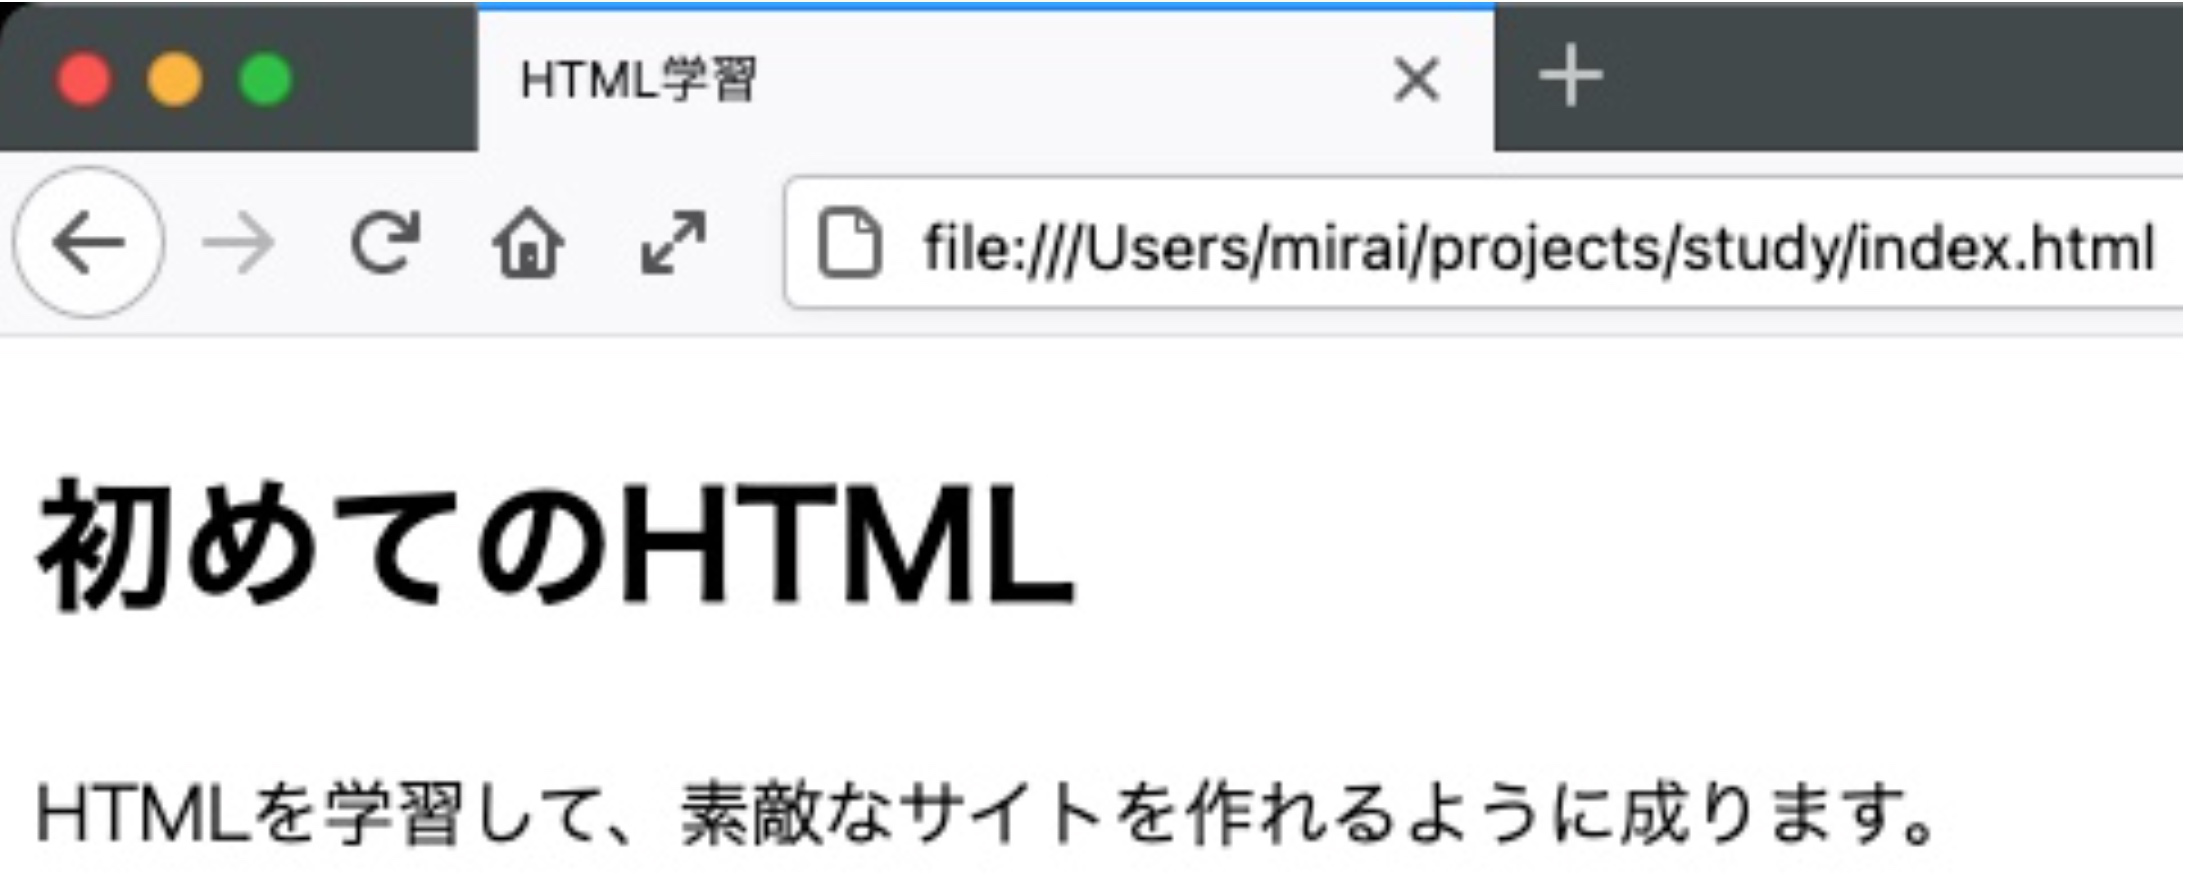 HTML学習
file:///Users/mirai/projects/study/index.html
初めてのHTML
HTMLを学習して、素敵なサイトを作れるように成ります。